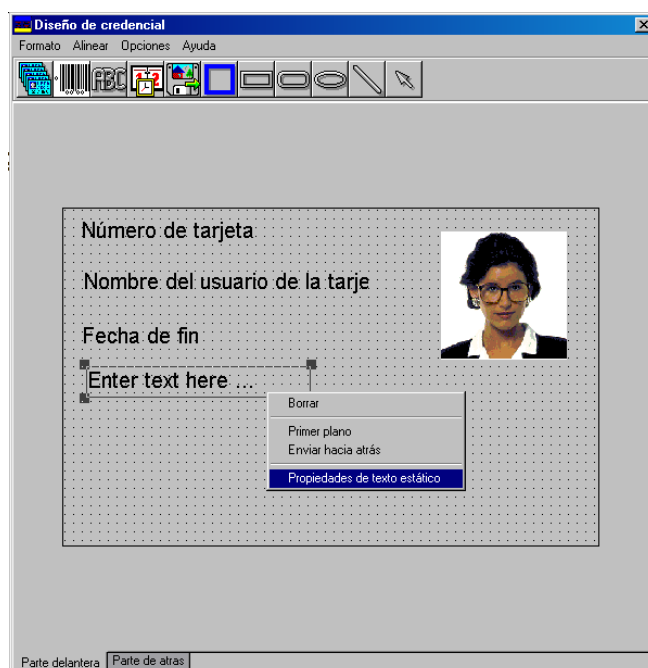 Diseño de credencial
Formato Alinear Opciones Ayuda
ABC
Número de tarjeta
Nombre del usuario de la tarje
Fecha de fin
Enter text here ...
Borrar
Primer plano
Enviar hacia atrás
Propiedades de texto estático
Parte delantera Parte de atras